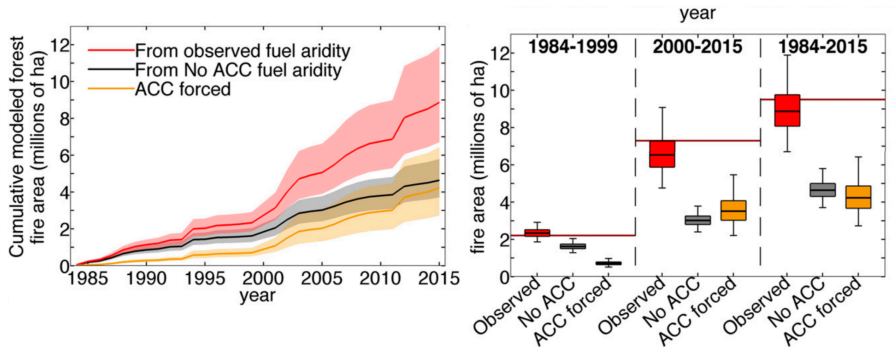 Cumulative modeled forest
fire area (millions of ha)
12
10
8
6
4
2
0
From observed fuel aridity
From No ACC fuel aridity
ACC forced
1985 1990 1995 2000 2005 2010 2015
year
year
fire area (millions of ha)
12
10
8
6
4
2
0
1984-1999 2000-2015 1984-2015
Observed No ACC ACC forced Observed No ACC ACC forced Observed No ACC ACC forced